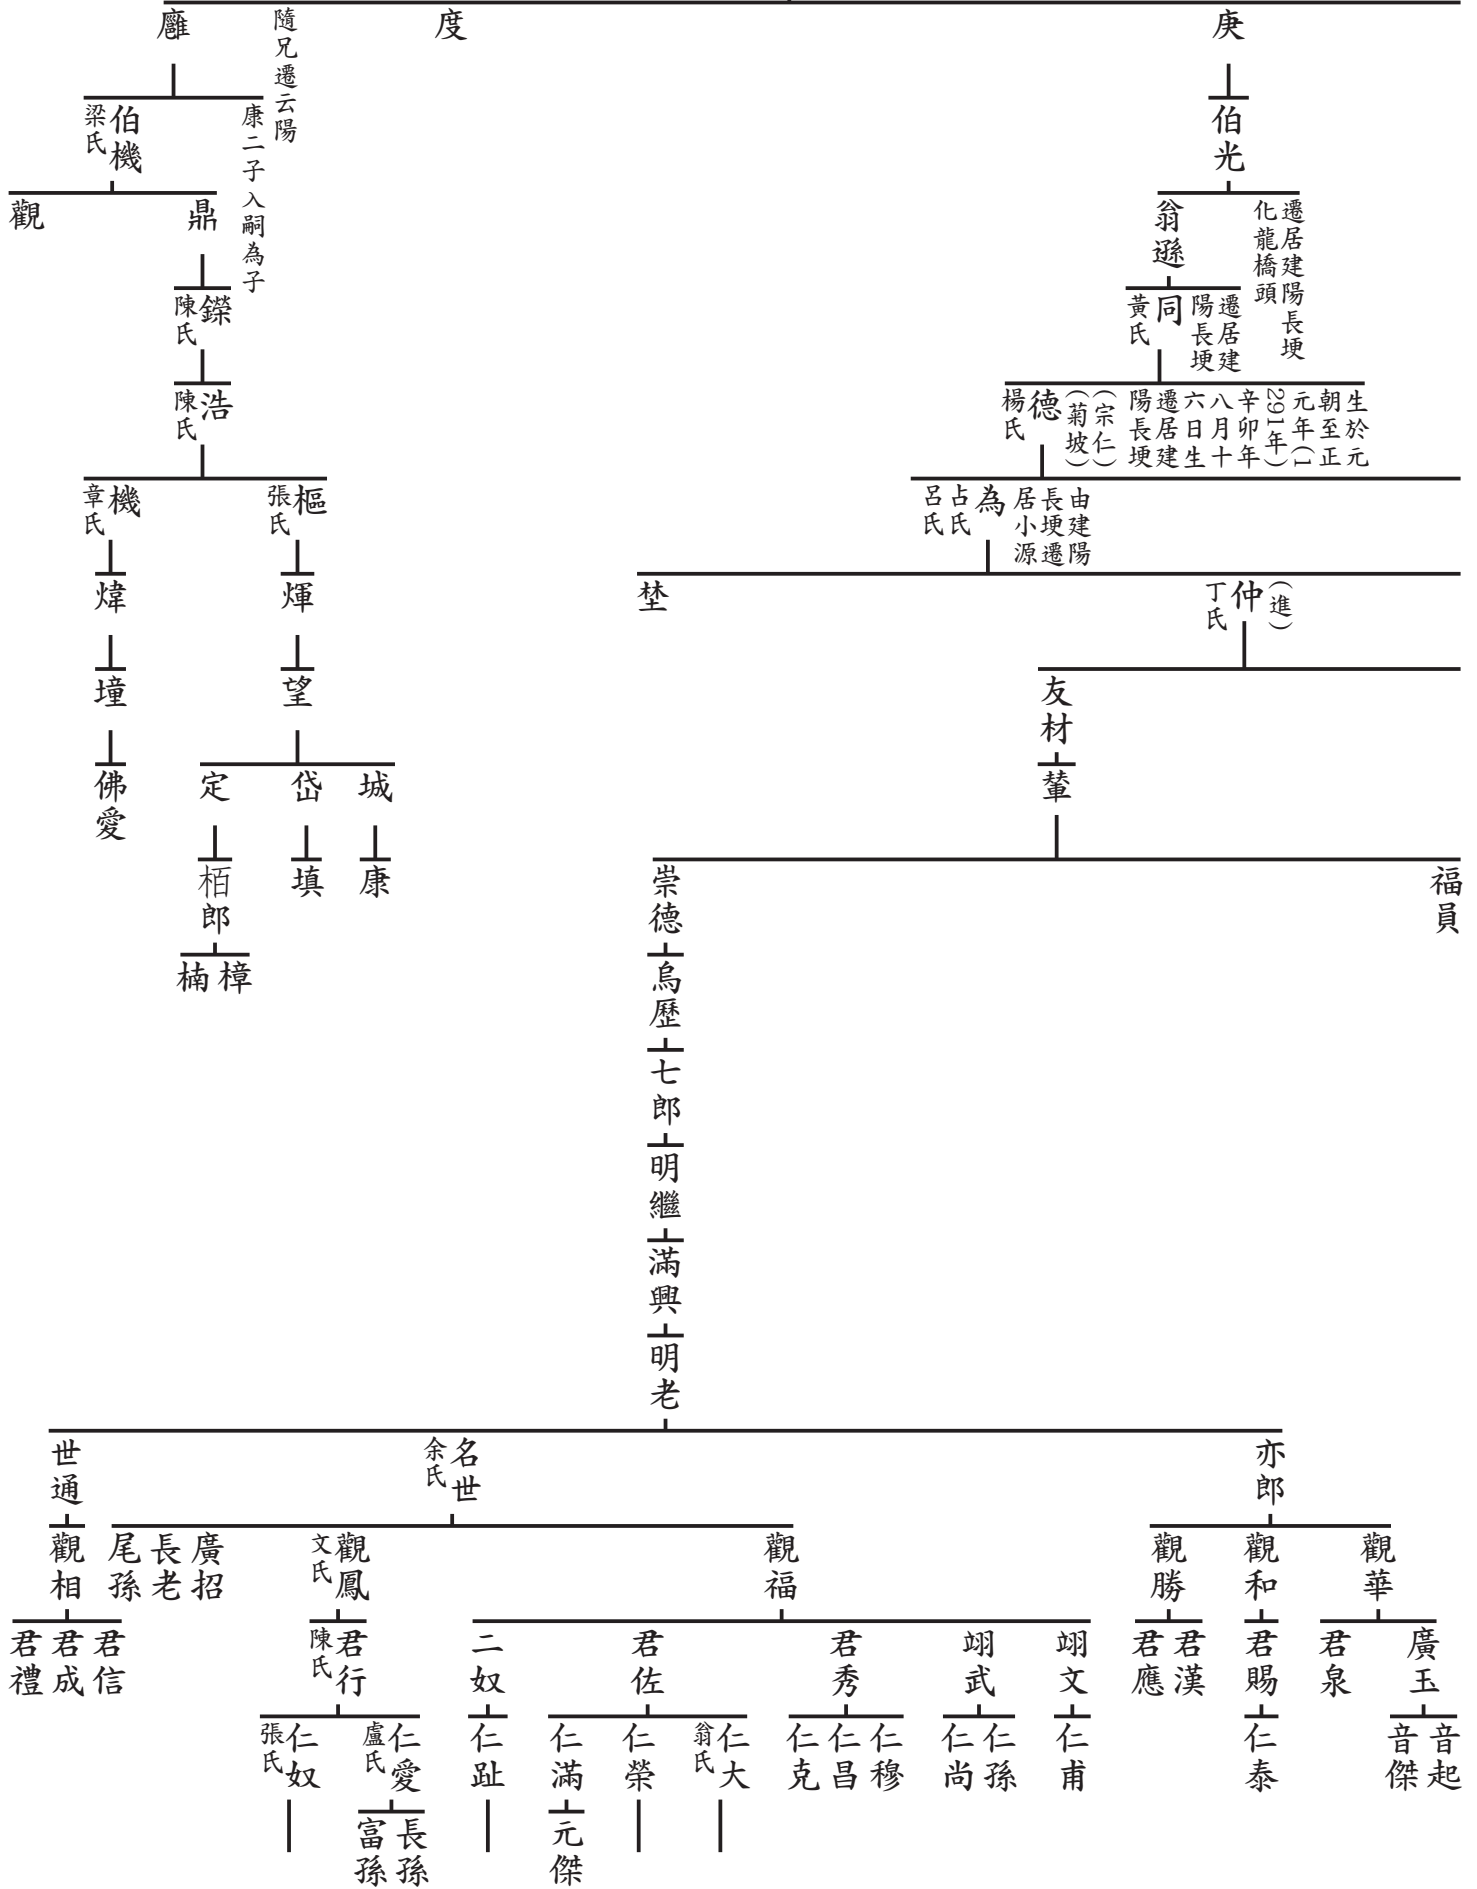 庚
度
隨兄遷云陽
廱
伯光
康二子入嗣為子
伯機
梁氏
遷居建陽長埂
化龍橋頭
翁遜
鼎
觀
遷居建
陽長埂
同
黃氏
鑅
陳氏
生於元
朝至正
元年(1
291年)
辛卯年
八月十
六日生
遷居建
陽長埂
(宗仁)
(菊坡)
德
楊氏
浩
陳氏
由建陽
長埂遷
居小源
為
占氏
呂氏
樞
張氏
機
章氏
(進)
仲
丁氏
埜
煇
煒
友材
望
墥
輦
城
岱
定
佛愛
福員
崇德
康
填
栢郎
烏歷
樟
楠
七郎
明繼
滿興
明老
亦郎
名世
余氏
世通
觀華
觀和
觀勝
觀福
觀鳳
文氏
廣招
長老
尾孫
觀相
廣玉
君泉
君賜
君漢
君應
翊文
翊武
君秀
君佐
二奴
君行
陳氏
君信
君成
君禮
音起
音傑
仁泰
仁甫
仁孫
仁尚
仁穆
仁昌
仁克
仁大
翁氏
仁榮
仁滿
仁趾
仁愛
盧氏
仁奴
張氏
元傑
長孫
富孫